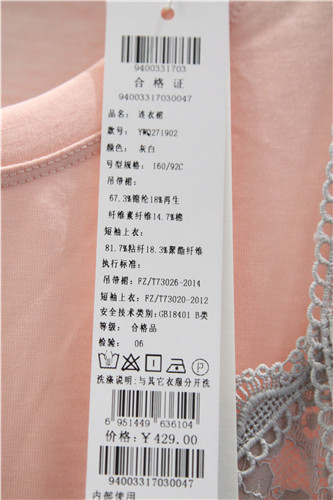 9400331703
合格证
94003317030047
品名: 连衣裙
款号: YWQ271902
颜色: 灰白
号型规格: 160/92C
吊带裙:
67.3%锦纶18%再生
纤维素纤维14.7%棉
短袖上衣:
81.7%粘纤18.3%聚酯纤维
执行标准:
吊带裙: FZ/T73026-2014
短袖上衣: FZ/T73020-2012
安全技术类别:GB18401 B类
等级: 合格品
检验: 06
洗涤说明:与其它衣服分开洗
6 951449 636104
价格:￥429.00
94003317030047
内部使用